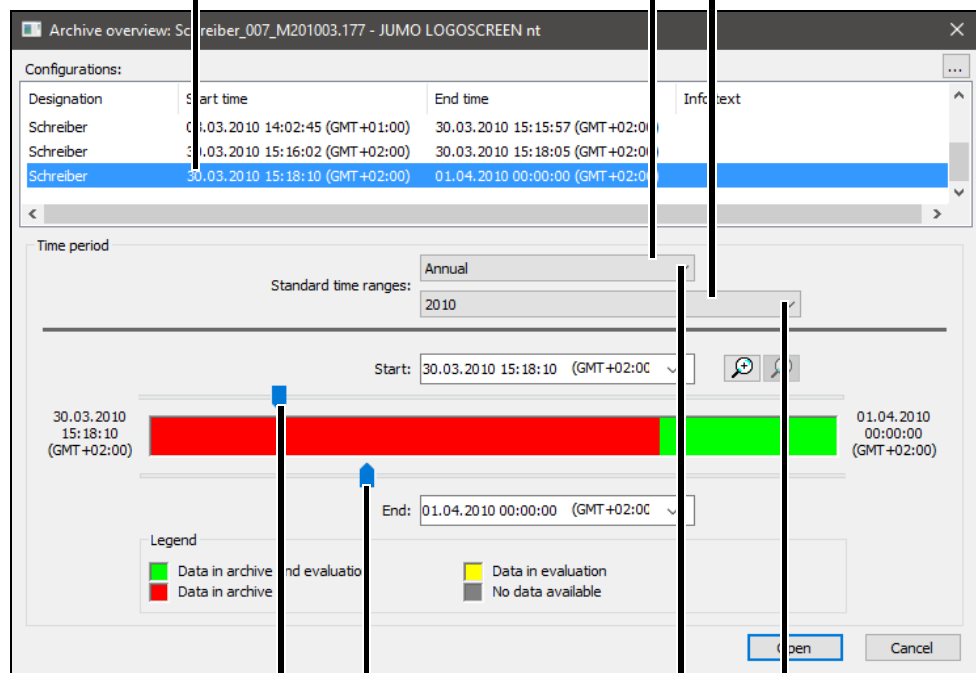 Archive overview: Schreiber_007_M201003.177 - JUMO LOGOSCREEN nt
Configurations:
...
Designation Start time End time Info text
Schreiber 03.03.2010 14:02:45 (GMT+01:00) 30.03.2010 15:15:57 (GMT+02:00)
Schreiber 30.03.2010 15:16:02 (GMT+02:00) 30.03.2010 15:18:05 (GMT+02:00)
Schreiber 30.03.2010 15:18:10 (GMT+02:00) 01.04.2010 00:00:00 (GMT+02:00)
Time period
Standard time ranges: Annual
2010
Start: 30.03.2010 15:18:10 (GMT+02:00
30.03.2010
15:18:10
(GMT+02:00)
01.04.2010
00:00:00
(GMT+02:00)
End: 01.04.2010 00:00:00 (GMT+02:00
Legend
Data in archive and evaluation
Data in evaluation
Data in archive
No data available
Open Cancel